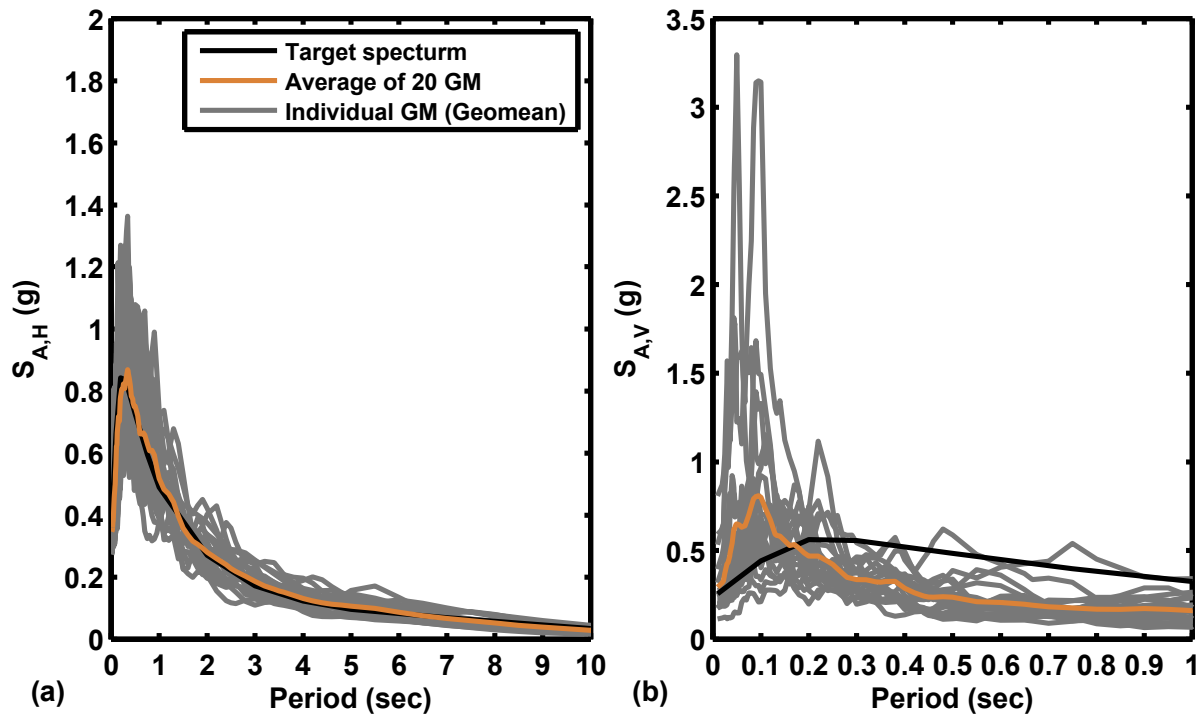 2
1.8
1.6
1.4
1.2
1
0.8
0.6
0.4
0.2
0
S A,H (g)
Target specturm
Average of 20 GM
Individual GM (Geomean)
0 1 2 3 4 5 6 7 8 9 10
Period (sec)
(a)
3.5
3
2.5
2
1.5
1
0.5
0
S A,V (g)
0 0.1 0.2 0.3 0.4 0.5 0.6 0.7 0.8 0.9 1
Period (sec)
(b)